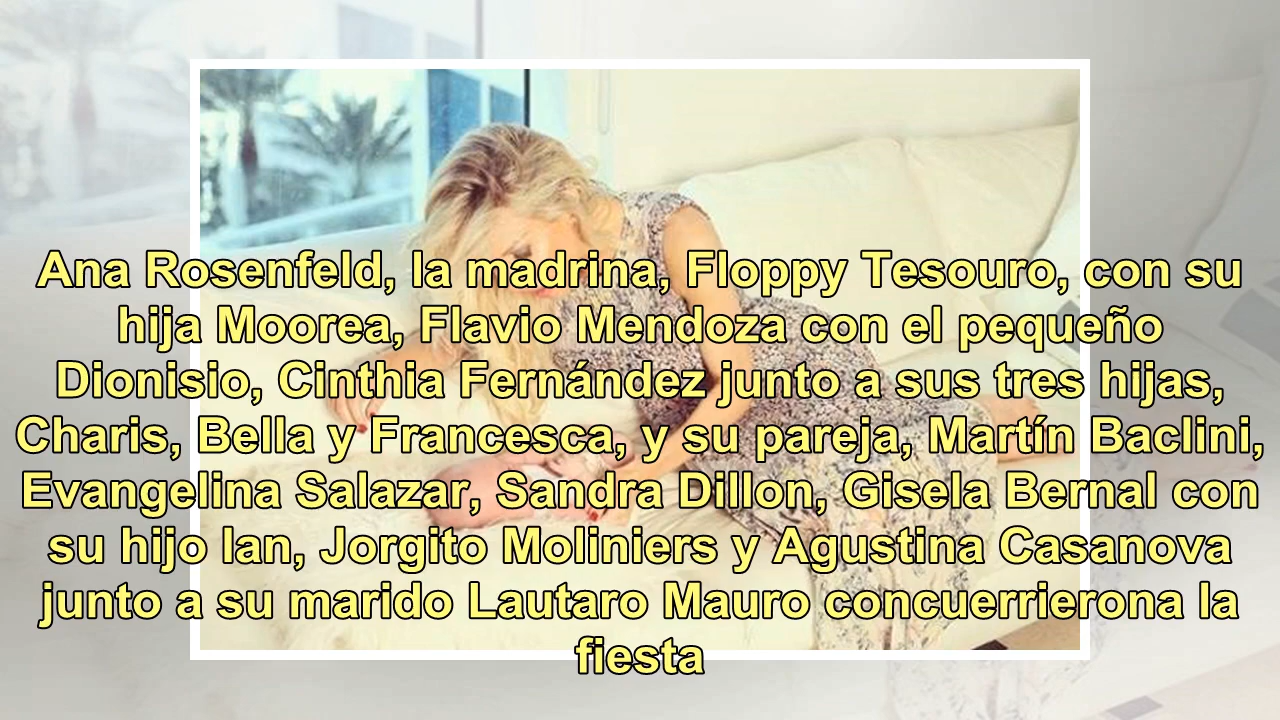 Ana Rosenfeld, la madrina, Floppy Tesouro, con su
hija Moorea, Flavio Mendoza con el pequeño
Dionisio, Cinthia Fernández junto a sus tres hijas,
Charis, Bella y Francesca, y su pareja, Martín Baclini,
Evangelina Salazar, Sandra Dillon, Gisela Bernal con
su hijo Ian, Jorgito Moliniers y Agustina Casanova
junto a su marido Lautaro Mauro concuerrierona la
fiesta